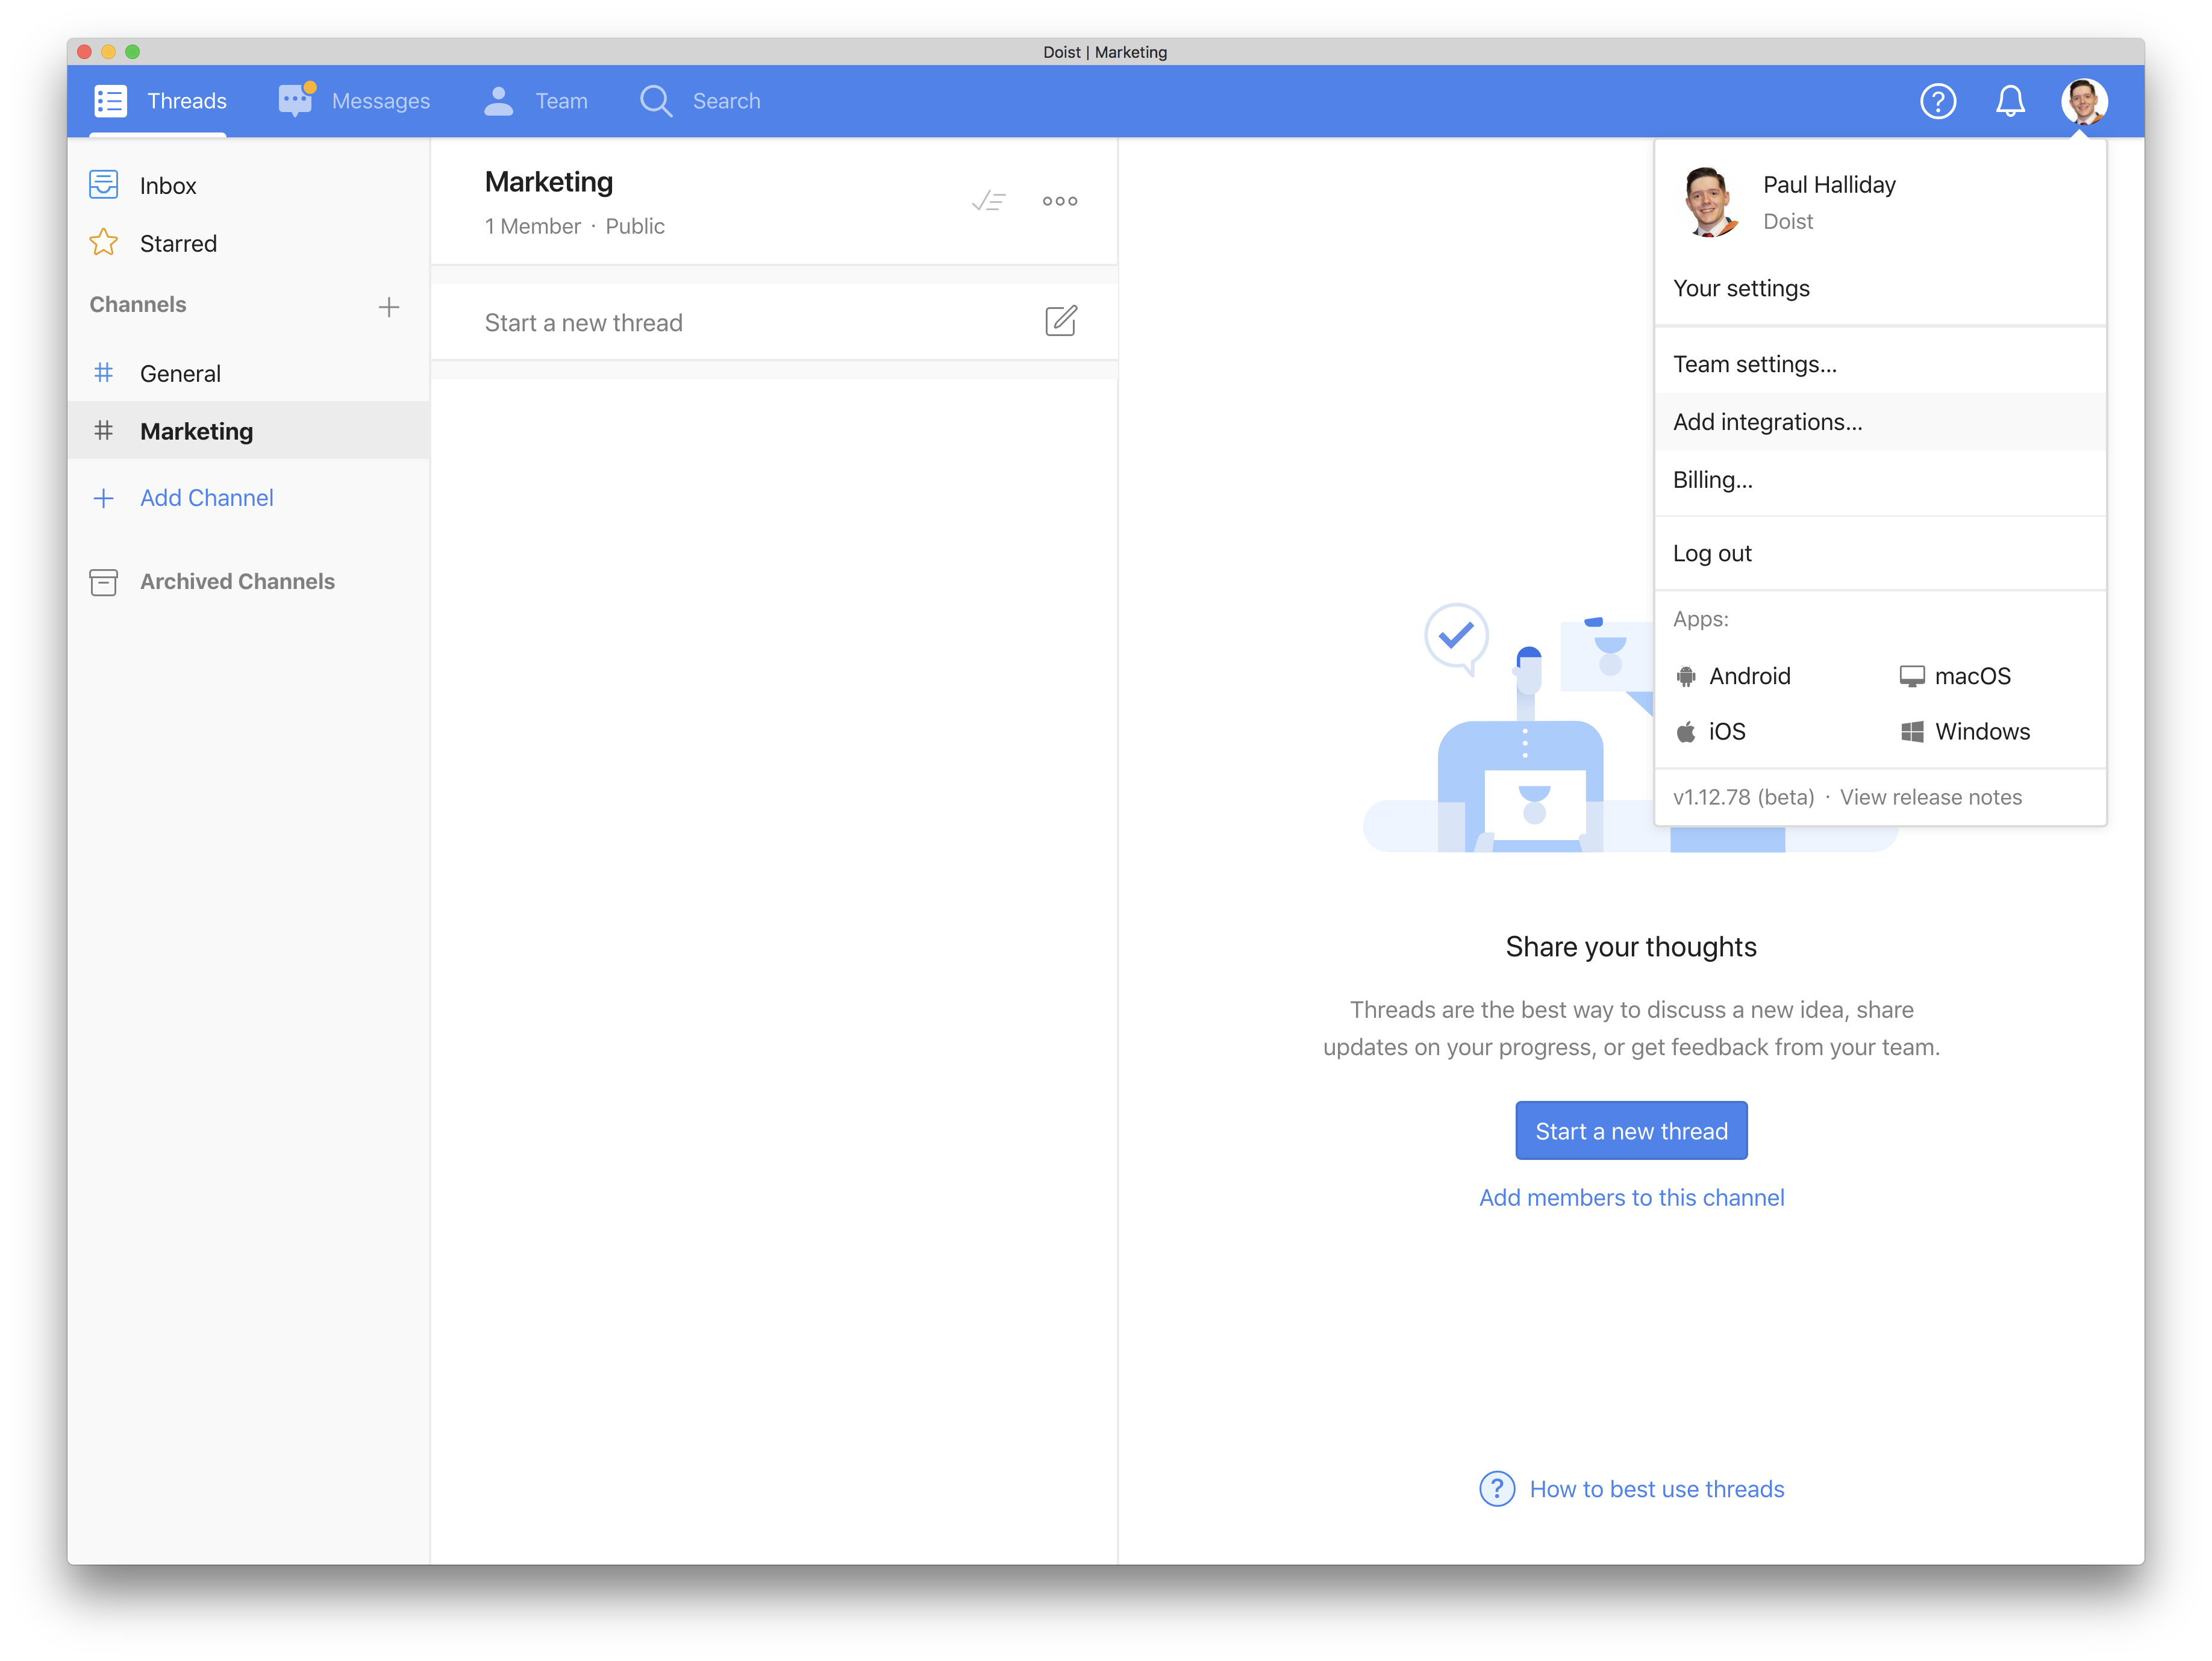 Doist | Marketing
Threads
Messages
Team
Search
Inbox
Starred
Channels
General
Marketing
Add Channel
Archived Channels
Marketing
1 Member · Public
Start a new thread
Paul Halliday
Doist
Your settings
Team settings...
Add integrations...
Billing...
Log out
Apps:
Android
macOS
iOS
Windows
v1.12.78 (beta) · View release notes
Share your thoughts
Threads are the best way to discuss a new idea, share
updates on your progress, or get feedback from your team.
Start a new thread
Add members to this channel
How to best use threads